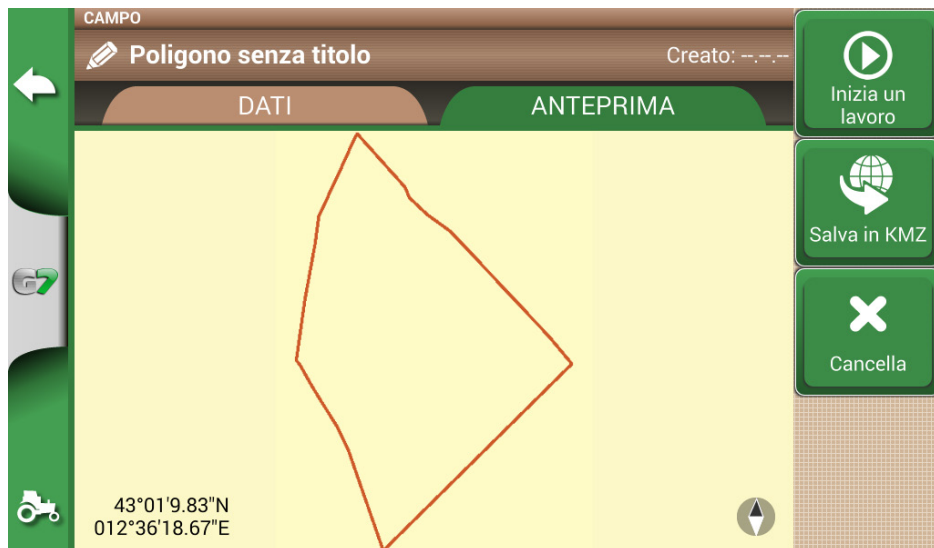 CAMPO
Poligono senza titolo
Creato: --.--.--
DATI
ANTEPRIMA
Inizia un
lavoro
Salva in KMZ
Cancella
G7
43°01'9.83"N
012°36'18.67"E